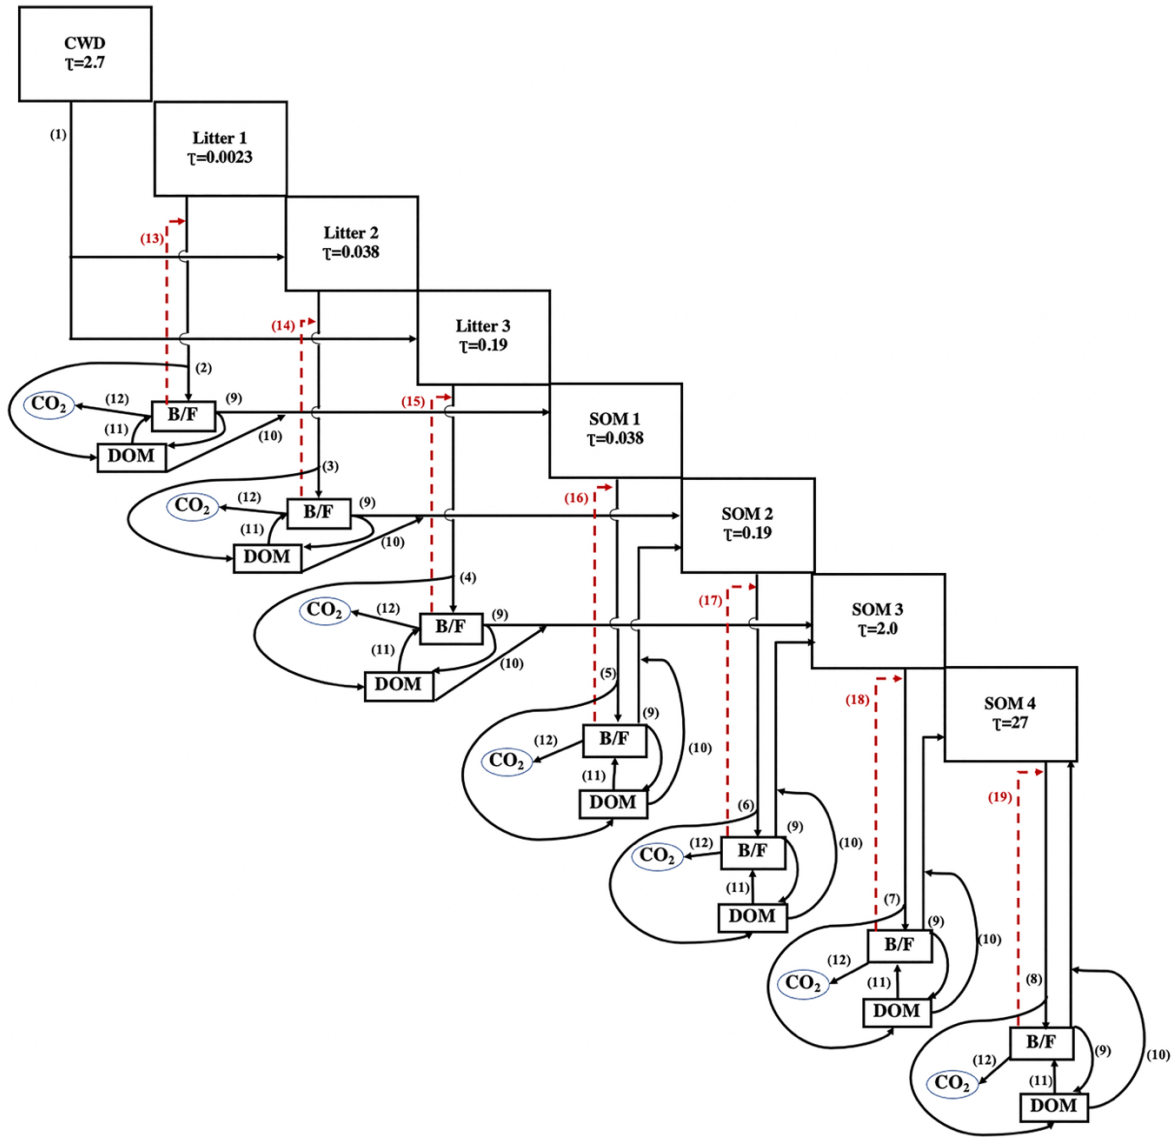 CWD
τ=2.7
(1)
Litter 1
τ=0.0023
(13)
Litter 2
τ=0.038
(14)
Litter 3
τ=0.19
(2)
(15)
CO₂
(12)
B/F
(9)
(11)
(10)
DOM
SOM 1
τ=0.038
(3)
CO₂
(12)
B/F
(9)
(11)
(10)
DOM
(16)
SOM 2
τ=0.19
(4)
CO₂
(12)
B/F
(9)
(11)
(10)
DOM
(17)
SOM 3
τ=2.0
(5)
(9)
CO₂
(12)
B/F
(10)
(11)
DOM
(18)
SOM 4
τ=27
(6)
(9)
CO₂
(12)
B/F
(10)
(11)
DOM
(19)
(7)
(9)
CO₂
(12)
B/F
(10)
(11)
DOM
(8)
B/F
(9)
(10)
CO₂
(12)
(11)
DOM